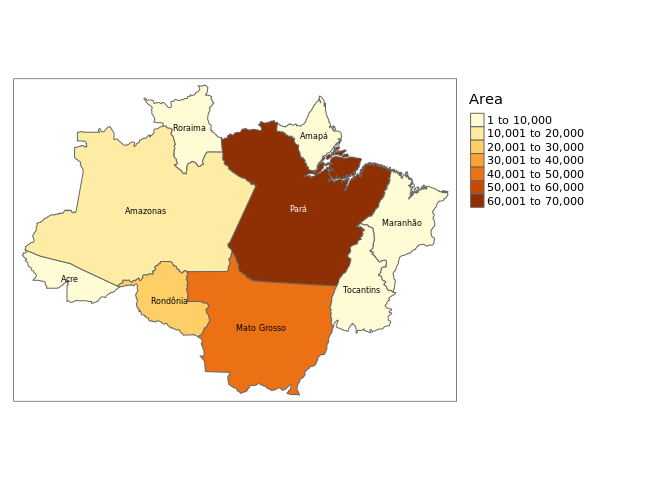 Area
1 to 10,000
10,001 to 20,000
20,001 to 30,000
30,001 to 40,000
40,001 to 50,000
50,001 to 60,000
60,001 to 70,000
Roraima
Amapá
Amazonas
Pará
Maranhão
Acre
Rondônia
Tocantins
Mato Grosso